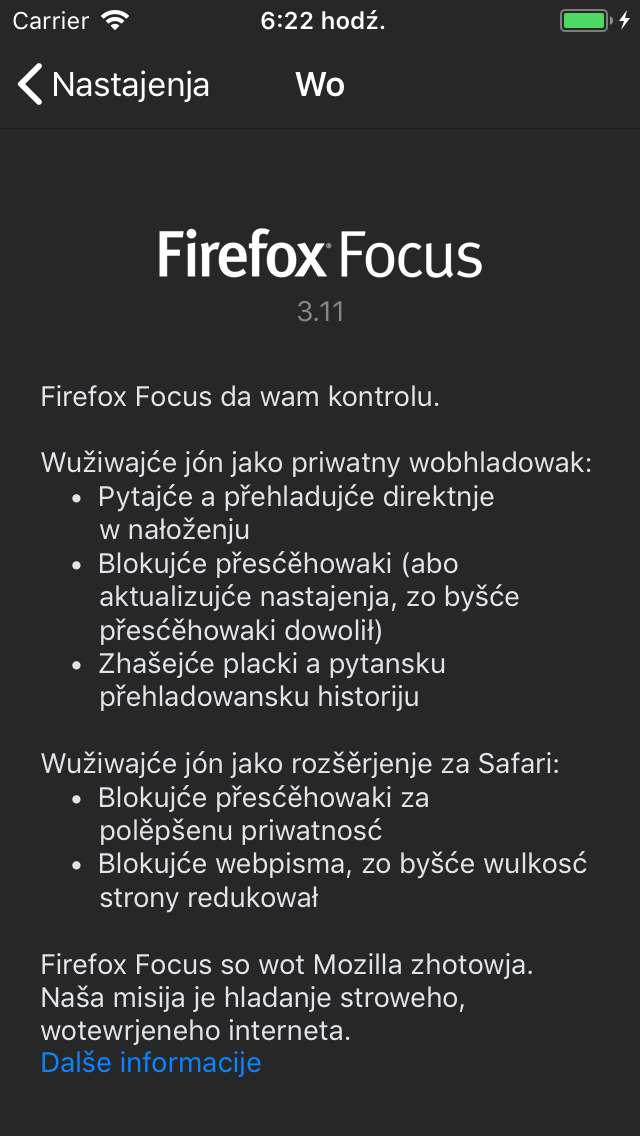 Carrier 6:22 hodź.
Nastajenja Wo
Firefox Focus
3.11
Firefox Focus da wam kontrolu.
Wužiwajće jón jako priwatny wobhladowak:
• Pytajće a přehladujće direktnje
w nałoženju
• Blokujće přesćěhowaki (abo
aktualizujće nastajenja, zo byšće
přesćěhowaki dowolił)
• Zhašejće placki a pytansku
přehladowansku historiju
Wužiwajće jón jako rozšěrjenje za Safari:
• Blokujće přesćěhowaki za
polěpšenu priwatnosć
• Blokujće webpisma, zo byšće wulkosć
strony redukował
Firefox Focus so wot Mozilla zhotowja.
Naša misija je hladanje stroweho,
wotewrjeneho interneta.
Dalše informacije